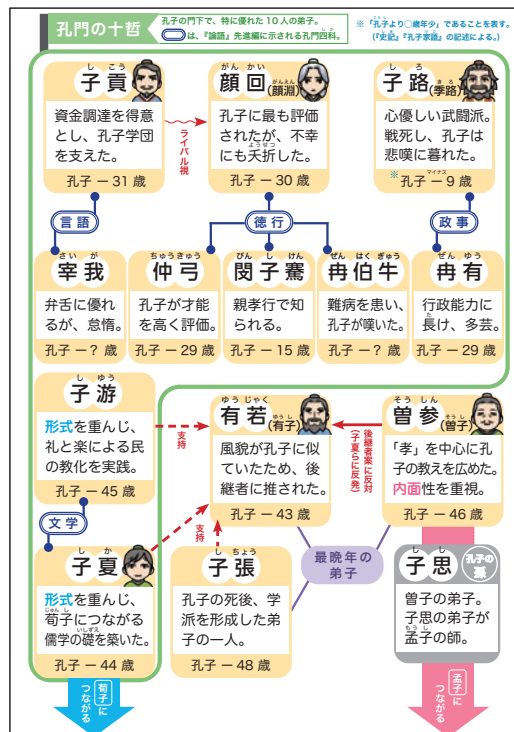 孔門の十哲
孔子の門下で、特に優れた10人の弟子。
は、『論語』先進編に示される孔門四科。
※「孔子より○歳年少」であることを表す。
(『史記』『孔子家語』の記述による。)
子貢
資金調達を得意
とし、孔子学団
を支えた。
孔子ー31歳
ライバル視
顔回
(顔淵)
孔子に最も評価
されたが、不幸
にも夭折した。
孔子ー30歳
子路
(季路)
心優しい武闘派。
戦死し、孔子は
悲嘆に暮れた。
※孔子ー9歳
言語
徳行
政事
宰我
弁舌に優れ
るが、怠惰。
孔子ー?歳
仲弓
孔子が才能
を高く評価。
孔子ー29歳
閔子騫
親孝行で知
られる。
孔子ー15歳
冉伯牛
難病を患い、
孔子が嘆いた。
孔子ー?歳
冉有
行政能力に
長け、多芸。
孔子ー29歳
子游
形式を重んじ、
礼と楽による民
の教化を実践。
孔子ー45歳
支持
有若
(有子)
風貌が孔子に似
ていたため、後
継者に推された。
孔子ー43歳
後継者案に反対
(子夏らに反発)
曽参
(曽子)
「孝」を中心に孔
子の教えを広めた。
内面性を重視。
孔子ー46歳
文学
子夏
形式を重んじ、
荀子につながる
儒学の礎を築いた。
孔子ー44歳
支持
子張
孔子の死後、学
派を形成した弟
子の一人。
孔子ー48歳
最晩年の
弟子
子思
孔子の
孫
曽子の弟子。
子思の弟子が
孟子の師。
荀子に
つながる
孟子に
つながる